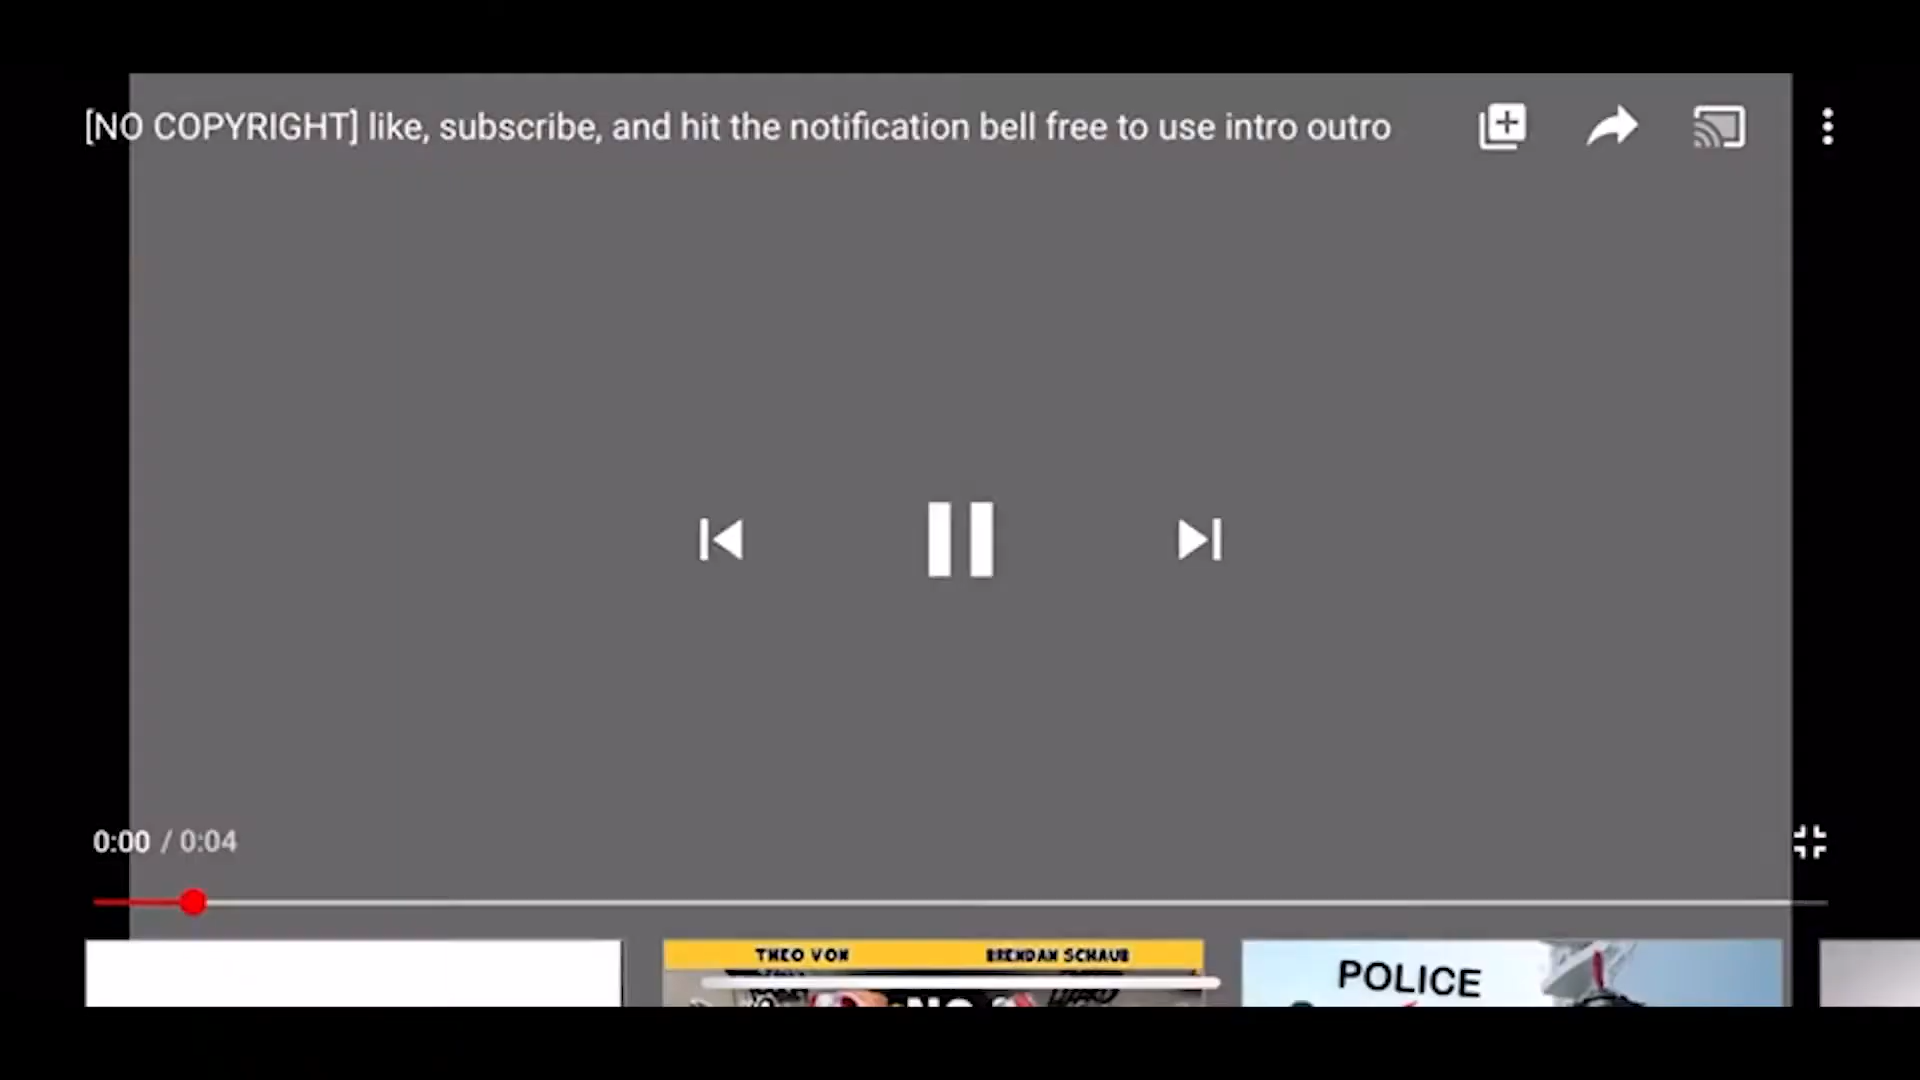 [NO COPYRIGHT] like, subscribe, and hit the notification bell free to use intro outro
0:00 / 0:04
THEO VON
BRENDAN SCHAUB
POLICE
NO